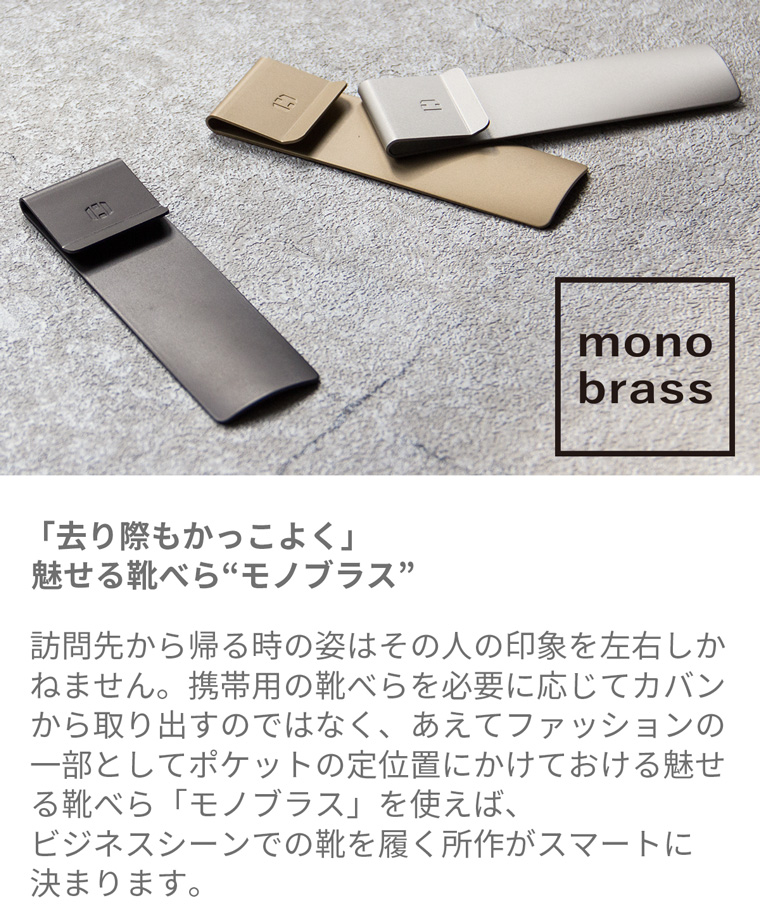 mono
brass
「去り際もかっこよく」
魅せる靴べら“モノブラス”
訪問先から帰る時の姿はその人の印象を左右しか
ねません。携帯用の靴べらを必要に応じてカバン
から取り出すのではなく、あえてファッションの
一部としてポケットの定位置にかけておける魅せ
る靴べら「モノブラス」を使えば、
ビジネスシーンでの靴を履く所作がスマートに
決まります。